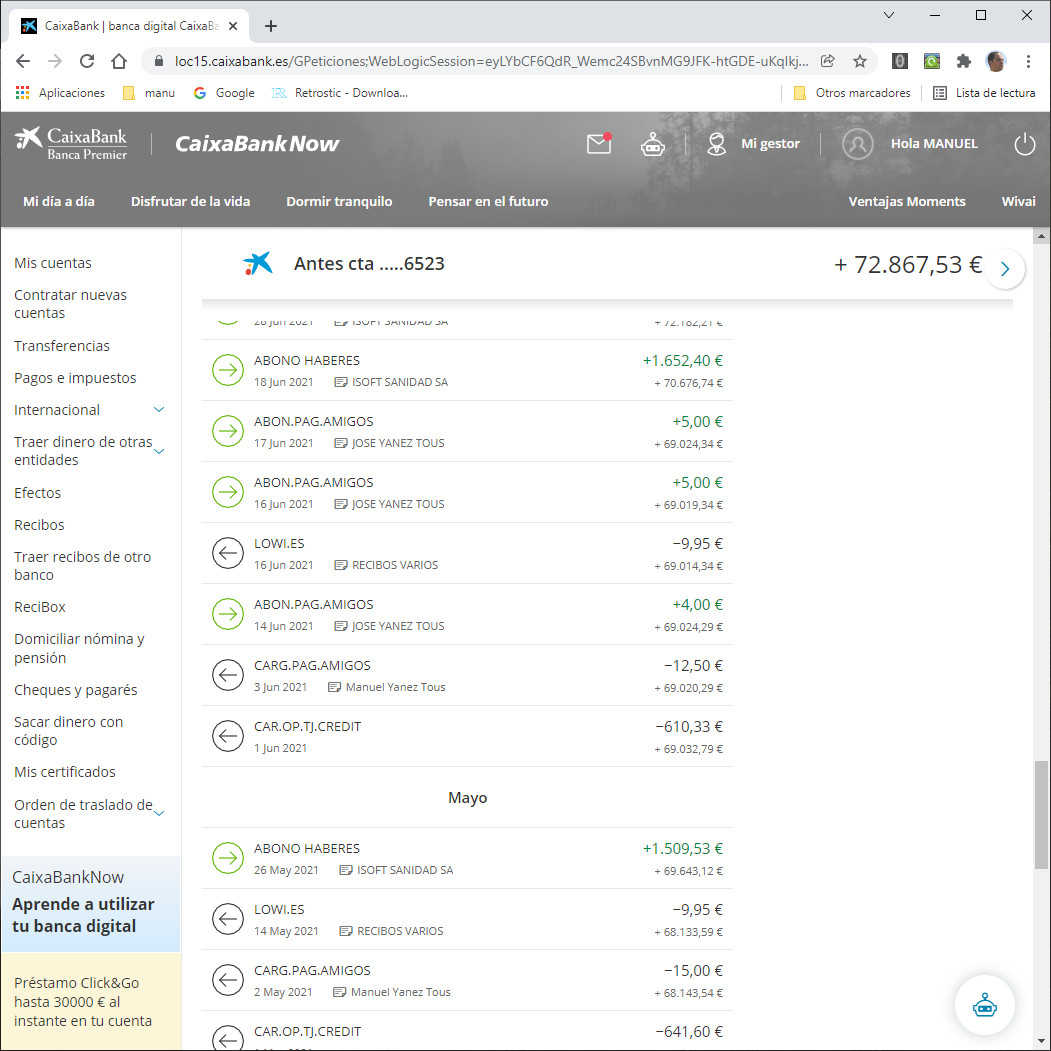 CaixaBank | banca digital CaixaBa
loc15.caixabank.es/GPeticiones;WebLogicSession=eyLYbCF6QdR_Wemc24SBvnMG9JFK-htGDE-uKqIkj...
Aplicaciones manu Google Retrostic - Downloa... Otros marcadores Lista de lectura
CaixaBank
Banca Premier
CaixaBankNow
Mi gestor
Hola MANUEL
Mi día a día Disfrutar de la vida Dormir tranquilo Pensar en el futuro Ventajas Moments Wivai
Mis cuentas
Contratar nuevas
cuentas
Transferencias
Pagos e impuestos
Internacional
Traer dinero de otras
entidades
Efectos
Recibos
Traer recibos de otro
banco
ReciBox
Domiciliar nómina y
pensión
Cheques y pagarés
Sacar dinero con
código
Mis certificados
Orden de traslado de
cuentas
CaixaBankNow
Aprende a utilizar
tu banca digital
Préstamo Click&Go
hasta 30000 € al
instante en tu cuenta
Antes cta .....6523 + 72.867,53 €
28 Jun 2021 ISOFT SANIDAD SA + 72.182,21 €
ABONO HABERES +1.652,40 €
18 Jun 2021 ISOFT SANIDAD SA + 70.676,74 €
ABON.PAG.AMIGOS +5,00 €
17 Jun 2021 JOSE YANEZ TOUS + 69.024,34 €
ABON.PAG.AMIGOS +5,00 €
16 Jun 2021 JOSE YANEZ TOUS + 69.019,34 €
LOWI.ES −9,95 €
16 Jun 2021 RECIBOS VARIOS + 69.014,34 €
ABON.PAG.AMIGOS +4,00 €
14 Jun 2021 JOSE YANEZ TOUS + 69.024,29 €
CARG.PAG.AMIGOS −12,50 €
3 Jun 2021 Manuel Yanez Tous + 69.020,29 €
CAR.OP.TJ.CREDIT −610,33 €
1 Jun 2021 + 69.032,79 €
Mayo
ABONO HABERES +1.509,53 €
26 May 2021 ISOFT SANIDAD SA + 69.643,12 €
LOWI.ES −9,95 €
14 May 2021 RECIBOS VARIOS + 68.133,59 €
CARG.PAG.AMIGOS −15,00 €
2 May 2021 Manuel Yanez Tous + 68.143,54 €
CAR.OP.TJ.CREDIT −641,60 €